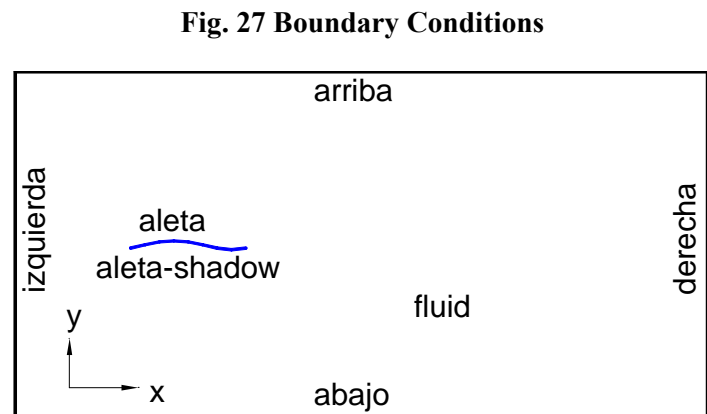 Fig. 27 Boundary Conditions
arriba
izquierda
aleta
aleta-shadow
derecha
fluid
y
x
abajo